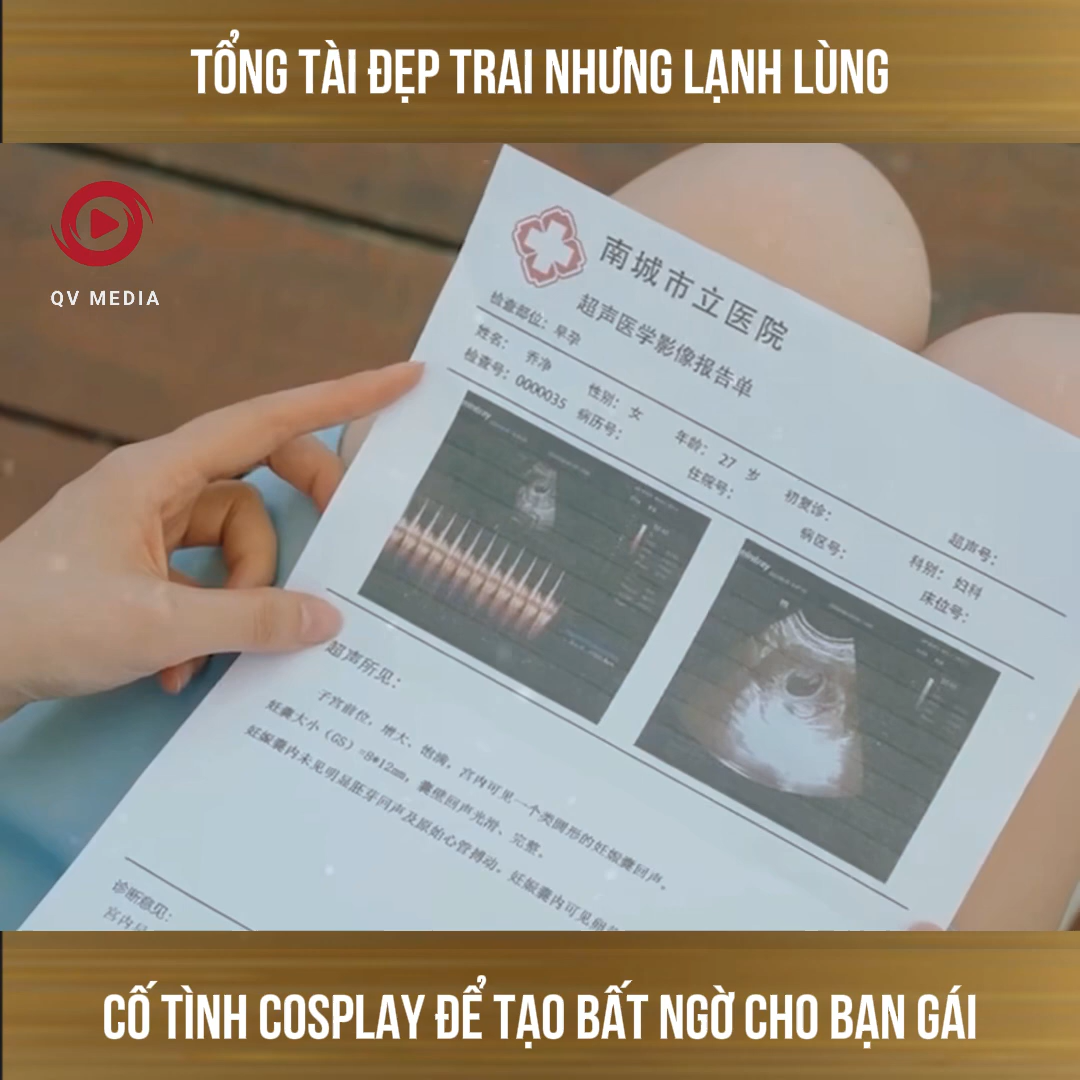 TỔNG TÀI ĐẸP TRAI NHƯNG LẠNH LÙNG
QV MEDIA
南城市立医院
超声医学影像报告单
检查部位: 早孕
姓名: 乔净 性别: 女 年龄: 27 岁 初复诊: 超声号:
检查号: 0000035 病历号: 住院号: 病区号: 科别: 妇科 床位号:
mindray
mindray
超声所见:
子宫前位, 增大、饱满, 宫内可见一个类圆形的妊娠囊回声。
妊囊大小 (GS) =8*12mm, 囊壁回声光滑、完整。
妊娠囊内未见明显胚芽回声及原始心管搏动, 妊娠囊内可见卵
诊断意见:
宫内
CỐ TÌNH COSPLAY ĐỂ TẠO BẤT NGỜ CHO BẠN GÁI